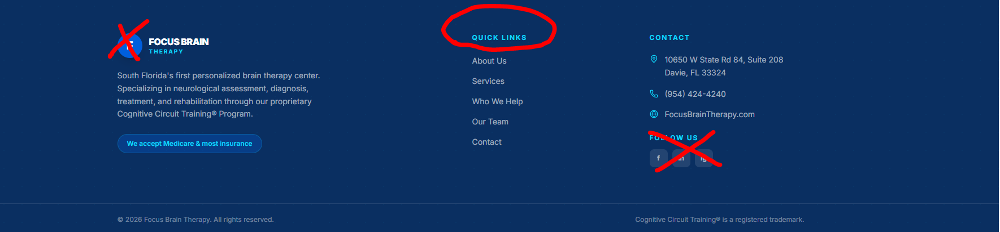 F
FOCUS BRAIN
THERAPY
South Florida's first personalized brain therapy center.
Specializing in neurological assessment, diagnosis,
treatment, and rehabilitation through our proprietary
Cognitive Circuit Training® Program.
We accept Medicare & most insurance
QUICK LINKS
About Us
Services
Who We Help
Our Team
Contact
CONTACT
10650 W State Rd 84, Suite 208
Davie, FL 33324
(954) 424-4240
FocusBrainTherapy.com
FOLLOW US
f in ig
© 2026 Focus Brain Therapy. All rights reserved.
Cognitive Circuit Training® is a registered trademark.